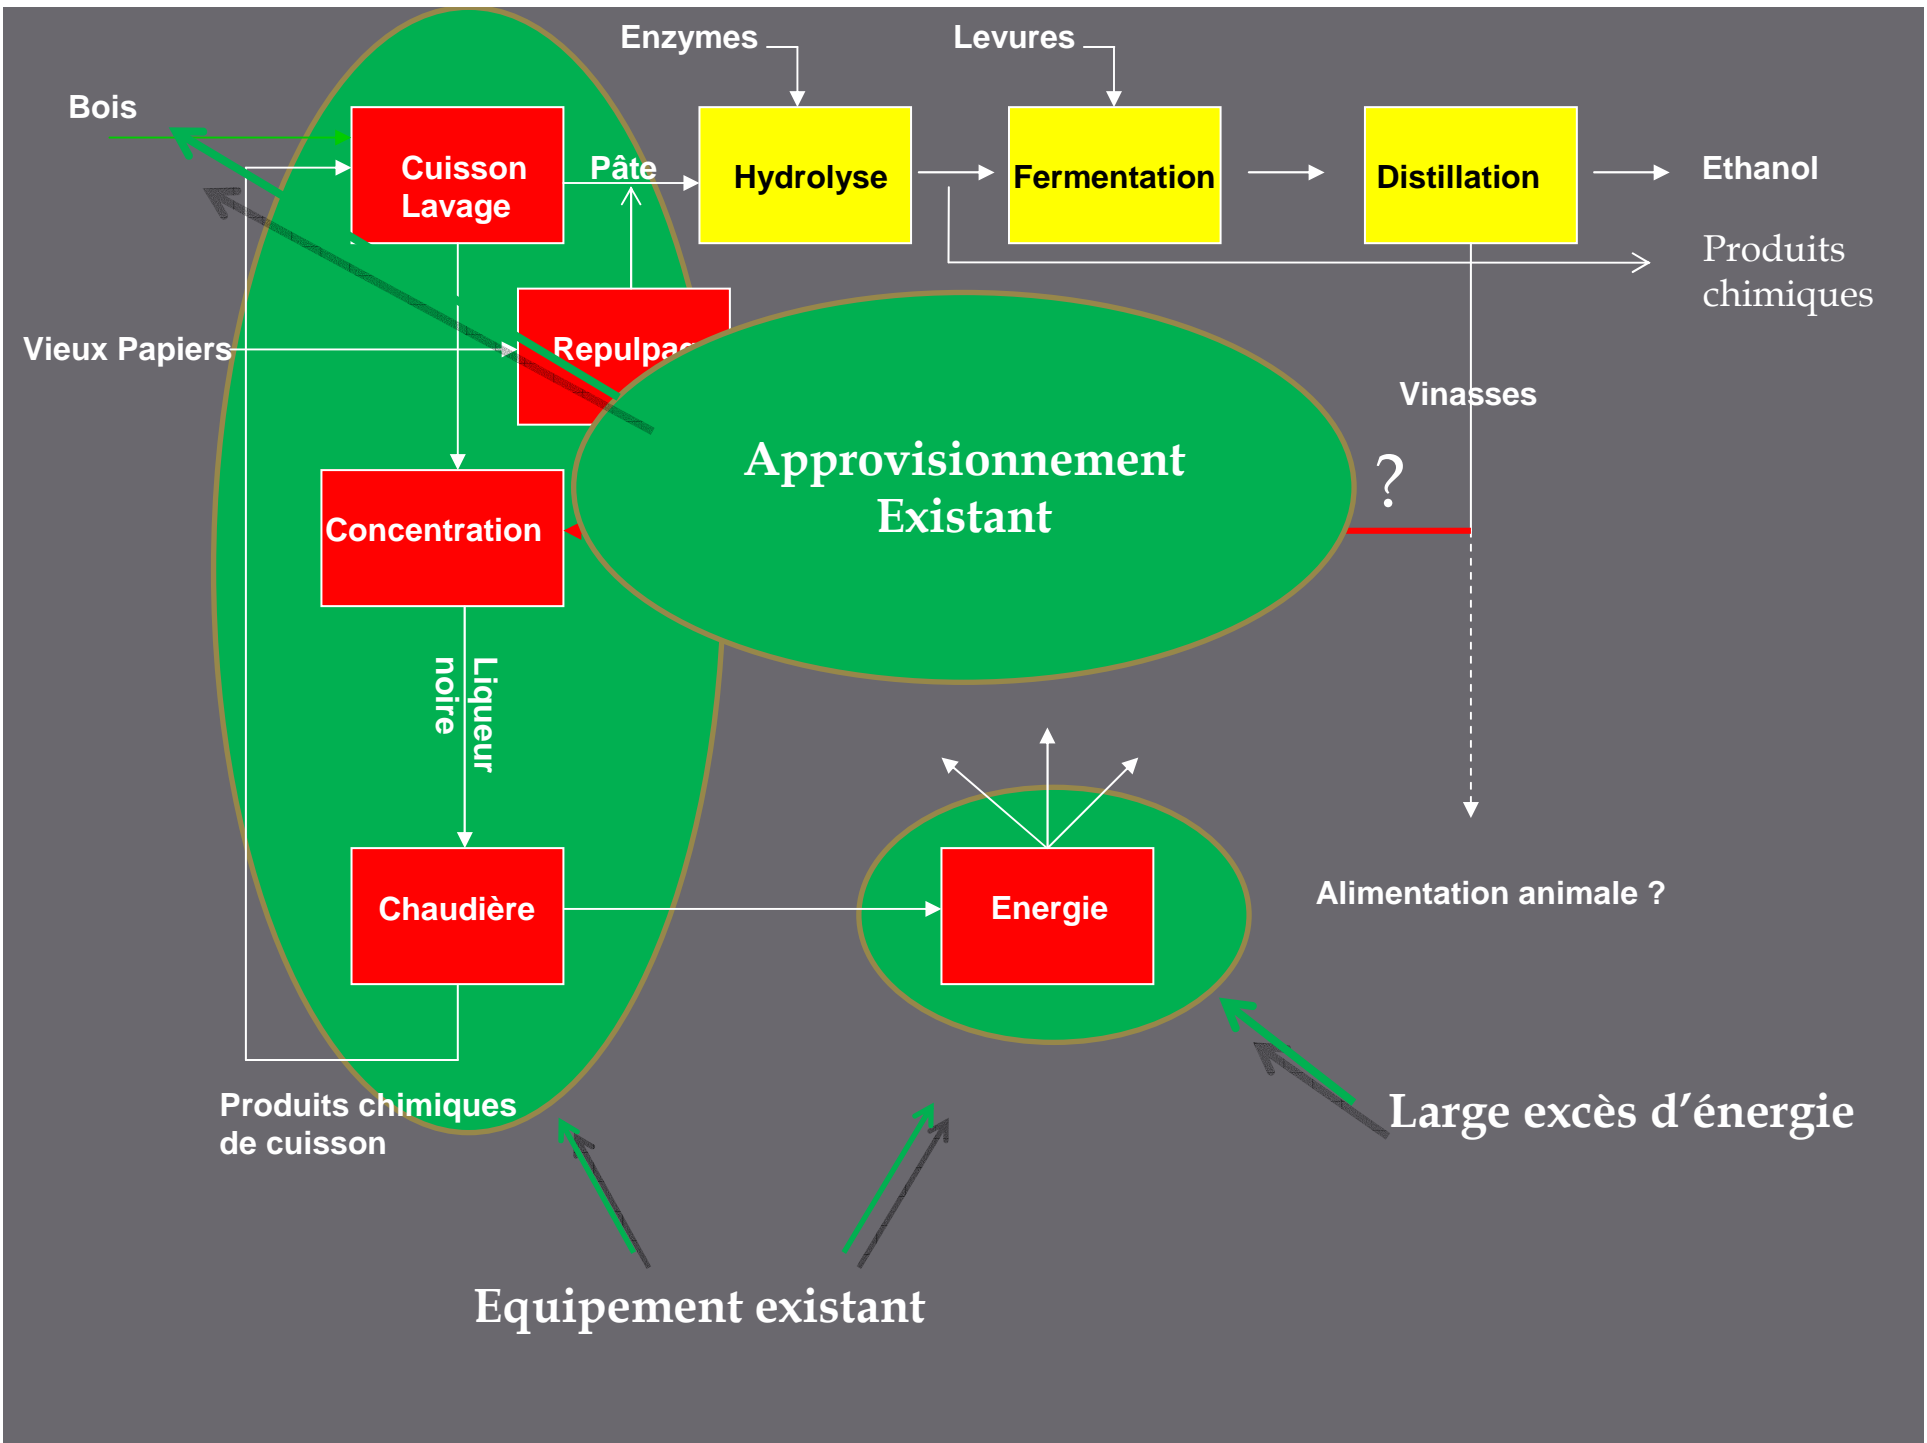 Enzymes
Levures
Bois
Cuisson
Lavage
Pâte
Hydrolyse
Fermentation
Distillation
Ethanol
Produits
chimiques
Vieux Papiers
Vinasses
Approvisionnement
Existant
?
Concentration
Liqueur
noire
Chaudière
Energie
Alimentation animale ?
Produits chimiques
de cuisson
Large excès d’énergie
Equipement existant